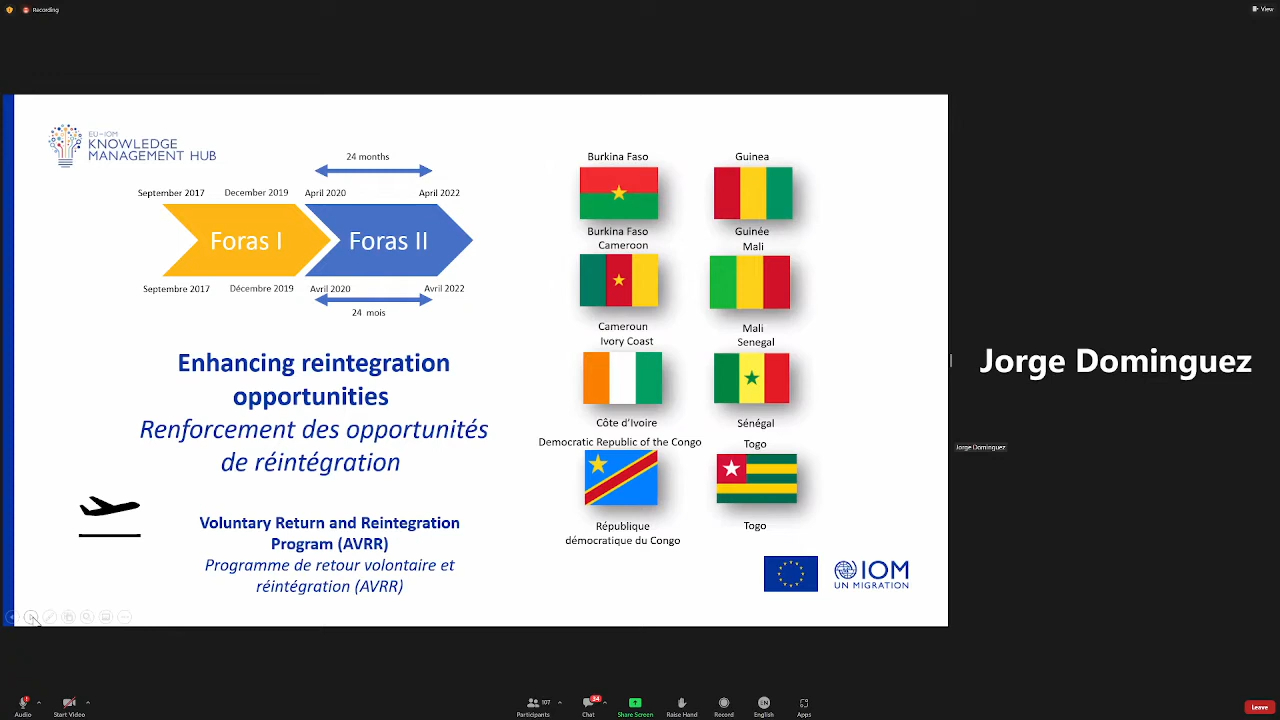 Recording
View
EU-IOM
KNOWLEDGE
MANAGEMENT HUB
24 months
September 2017
December 2019
April 2020
April 2022
Foras I
Foras II
Septembre 2017
Décembre 2019
Avril 2020
Avril 2022
24 mois
Enhancing reintegration
opportunities
Renforcement des opportunités
de réintégration
Voluntary Return and Reintegration
Program (AVRR)
Programme de retour volontaire et
réintégration (AVRR)
Burkina Faso
Guinea
Burkina Faso
Guinée
Cameroon
Mali
Cameroun
Mali
Ivory Coast
Senegal
Côte d'Ivoire
Sénégal
Democratic Republic of the Congo
Togo
République
démocratique du Congo
Togo
IOM
UN MIGRATION
Jorge Dominguez
Jorge Dominguez
Audio
Start Video
Participants
107
Chat
34
Share Screen
Raise Hand
Record
EN
English
Apps
Leave